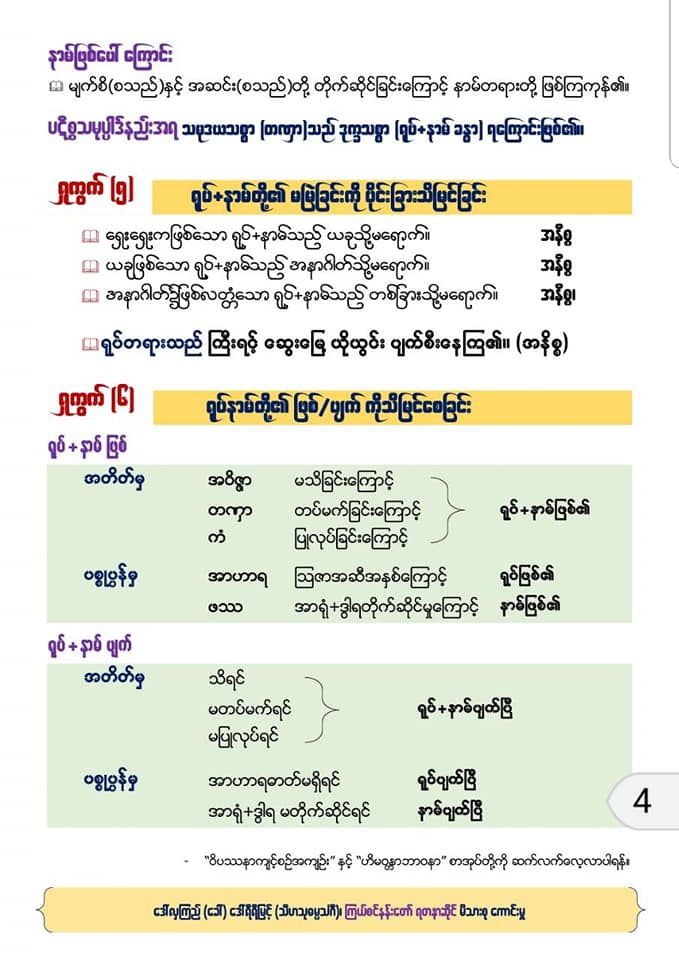 နာမ်ဖြစ်ပေါ် ကြောင်း
မျက်စိ(စသည်)နှင့် အဆင်း(စသည်)တို့ တိုက်ဆိုင်ခြင်းကြောင့် နာမ်တရားတို့ ဖြစ်ကြကုန်၏။
ပဋိစ္စသမုပ္ပါဒ်နည်းအရ သမုဒယသစ္စာ (တဏှာ)သည် ဒုက္ခသစ္စာ (ရုပ်+နာမ် ခန္ဓာ) ရကြောင်းဖြစ်၏။
ရှုကွက် (၅) ရုပ်+နာမ်တို့၏ မမြဲခြင်းကို ပိုင်းခြားသိမြင်ခြင်း
ရှေးရှေးကဖြစ်သော ရုပ်+နာမ်သည် ယခုသို့မရောက်။ အနိစ္စ
ယခုဖြစ်သော ရုပ်+နာမ်သည် အနာဂါတ်သို့မရောက်။ အနိစ္စ
အနာဂါတ်၌ဖြစ်လတ္တံ့သော ရုပ်+နာမ်သည် တစ်ခြားသို့မရောက်။ အနိစ္စ၊
ရုပ်တရားသည် ကြီးရင့် ဆွေးမြေ့ ယိုယွင်း ပျက်စီးနေကြ၏။ (အနိစ္စ)
ရှုကွက် (၆) ရုပ်နာမ်တို့၏ ဖြစ်/ပျက် ကိုသိမြင်စေခြင်း
ရုပ်+နာမ် ဖြစ်
အတိတ်မှ အဝိဇ္ဇာ မသိခြင်းကြောင့်
တဏှာ တပ်မက်ခြင်းကြောင့် ရုပ်+နာမ်ဖြစ်၏
ကံ ပြုလုပ်ခြင်းကြောင့်
ပစ္စုပ္ပန်မှ အာဟာရ ဩဇာအဆီအနှစ်ကြောင့် ရုပ်ဖြစ်၏
ဖဿ အာရုံ+ဒွါရတိုက်ဆိုင်မှုကြောင့် နာမ်ဖြစ်၏
ရုပ်+နာမ် ပျက်
အတိတ်မှ သိရင်
မတပ်မက်ရင် ရုပ်+နာမ်ပျတ်ပြီ
မပြုလုပ်ရင်
ပစ္စုပ္ပန်မှ အာဟာရဓာတ်မရှိရင် ရုပ်ပျတ်ပြီ
အာရုံ+ဒွါရ မတိုက်ဆိုင်ရင် နာမ်ပျတ်ပြီ
4
- “ဝိပဿနာကျင့်စဉ်အကျဉ်း” နှင့် “ဟိမဝန္တာဘာဝနာ” စာအုပ်တို့ကို ဆက်လက်လေ့လာပါရန်။
ဒေါ်လှကြည် (ခေါ်) ဒေါ်ရီရီမြင့် (သီဟသုဓမ္မသိင်္ဂီ)၊ ကြယ်စင်နန်းတော် ရတနာဆိုင် မိသားစု ကောင်းမှု